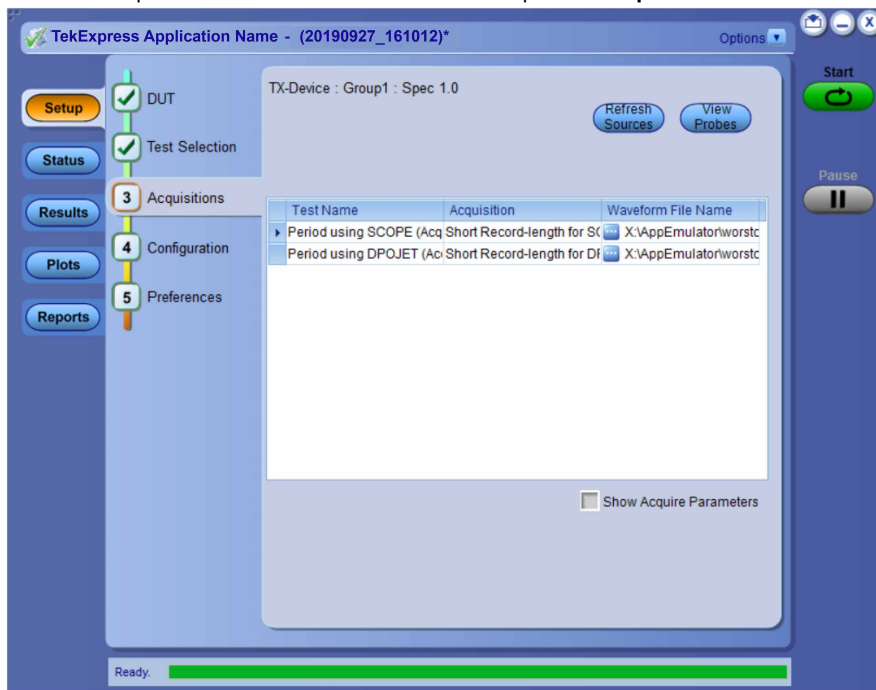 TekExpress Application Name - (20190927_161012)*
Options
Start
Setup
DUT
TX-Device : Group1 : Spec 1.0
Refresh Sources
View Probes
Status
Test Selection
Pause
Results
3 Acquisitions
Test Name Acquisition Waveform File Name
Period using SCOPE (Acq Short Record-length for SC ... X:\AppEmulator\worstc
Period using DPOJET (Ac Short Record-length for DF ... X:\AppEmulator\worstc
4 Configuration
Plots
5 Preferences
Reports
Show Acquire Parameters
Ready.